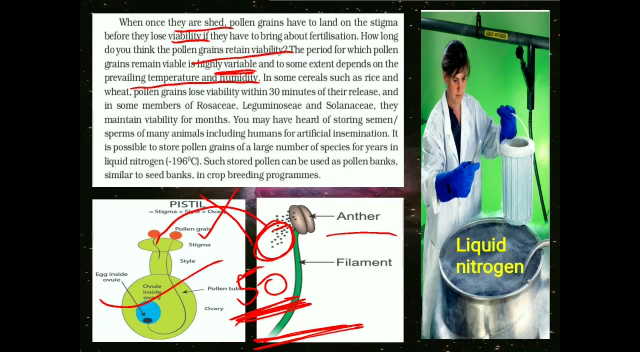 When once they are shed, pollen grains have to land on the stigma
before they lose viability if they have to bring about fertilisation. How long
do you think the pollen grains retain viability? The period for which pollen
grains remain viable is highly variable and to some extent depends on the
prevailing temperature and humidity. In some cereals such as rice and
wheat, pollen grains lose viability within 30 minutes of their release, and
in some members of Rosaceae, Leguminoseae and Solanaceae, they
maintain viability for months. You may have heard of storing semen/
sperms of many animals including humans for artificial insemination. It
is possible to store pollen grains of a large number of species for years in
liquid nitrogen (-196°C). Such stored pollen can be used as pollen banks,
similar to seed banks, in crop breeding programmes.
PISTIL
= Stigma + Style + Ovary
Pollen grain
Stigma
Style
Egg inside
ovule
Ovule
inside
ovary
Pollen tube
Ovary
Anther
Filament
50
Liquid
nitrogen